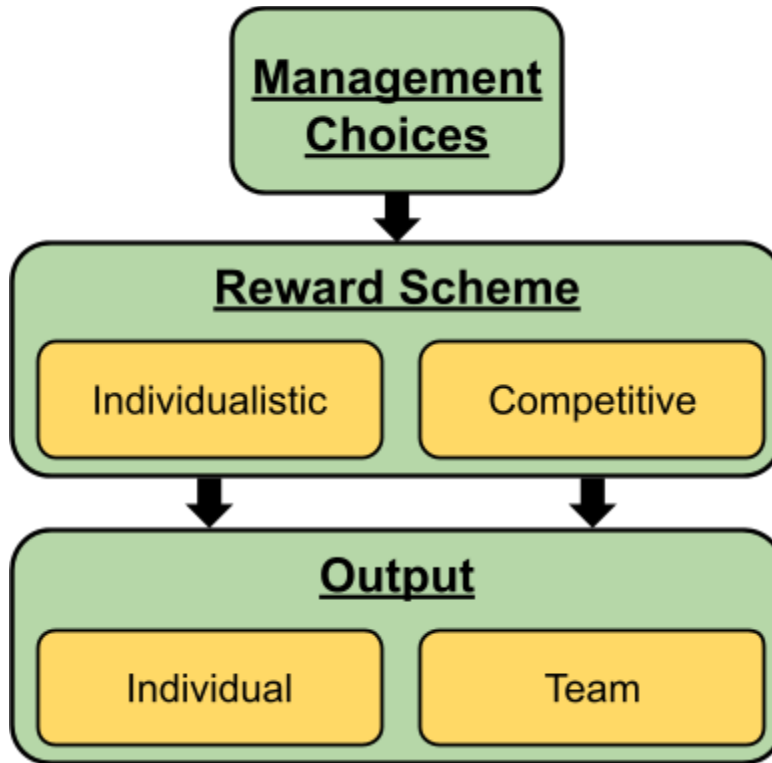 Management
Choices
Reward Scheme
Individualistic
Competitive
Output
Individual
Team